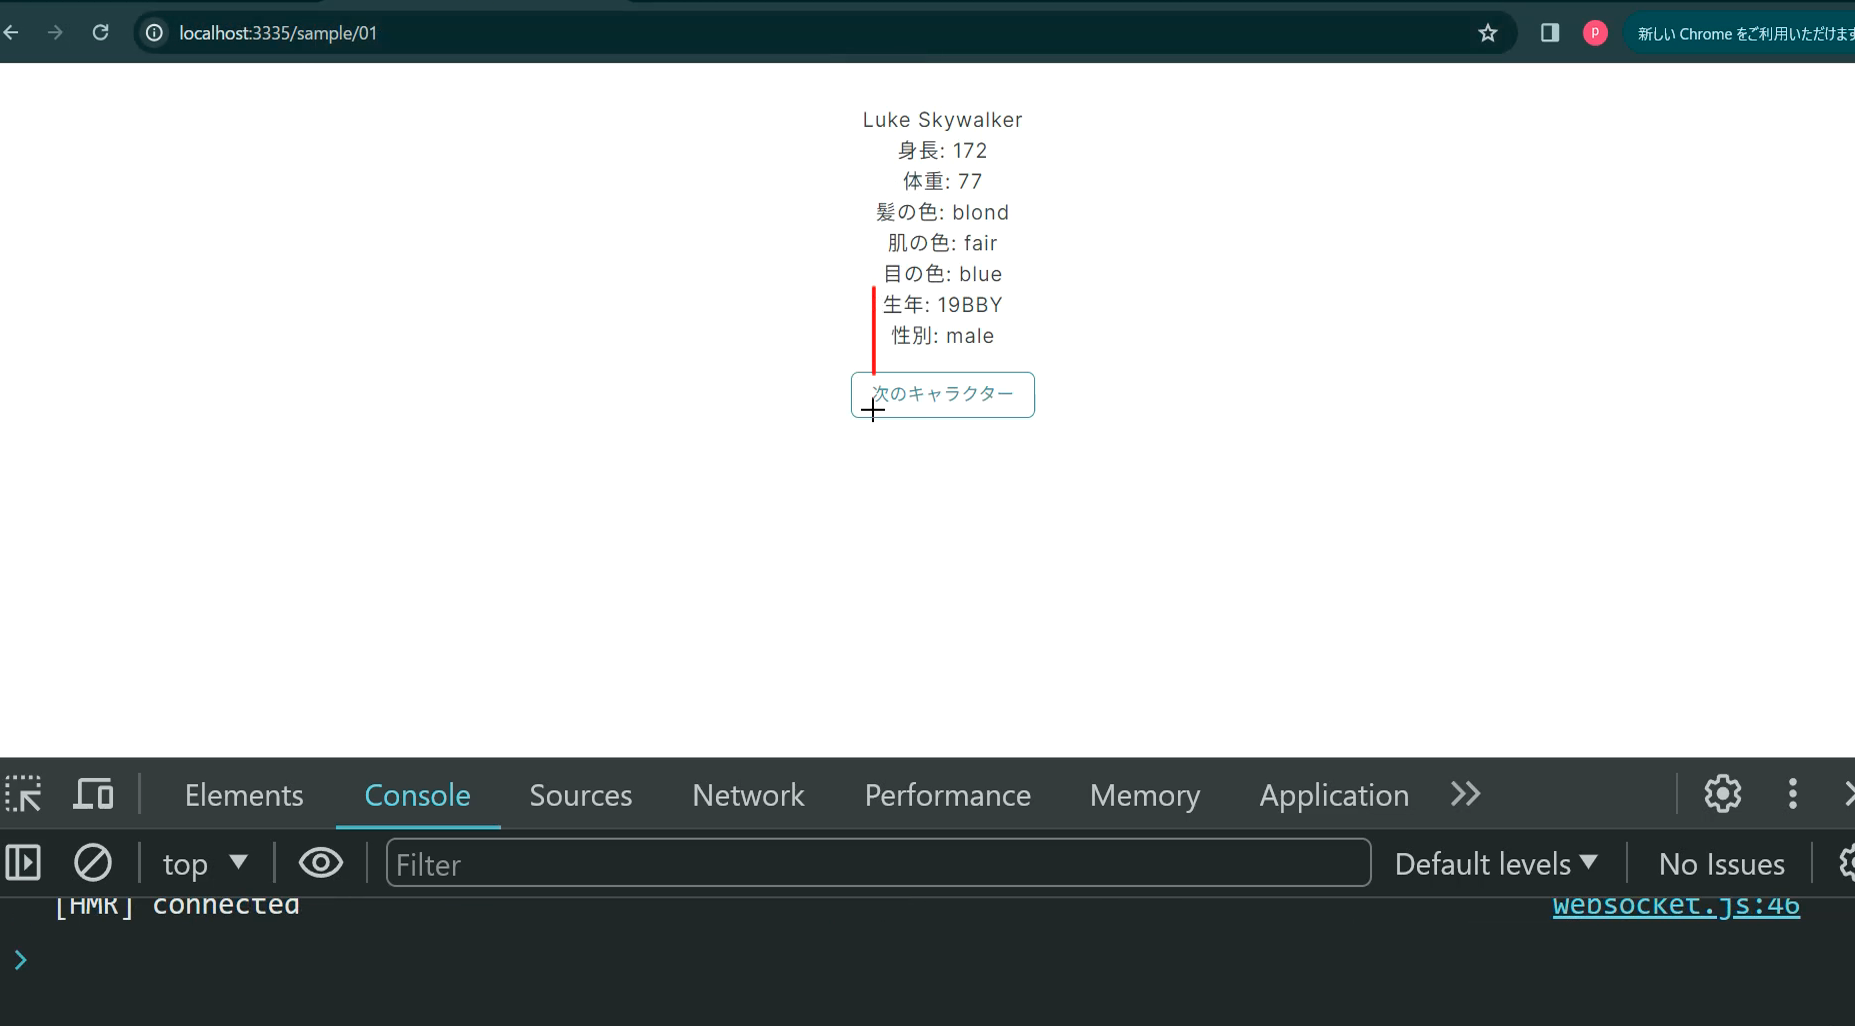 localhost:3335/sample/01
P
新しい Chrome をご利用いただけます
Luke Skywalker
身長: 172
体重: 77
髪の色: blond
肌の色: fair
目の色: blue
生年: 19BBY
性別: male
次のキャラクター
Elements
Console
Sources
Network
Performance
Memory
Application
top
Filter
Default levels
No Issues
[HMR] connected
websocket.js:46